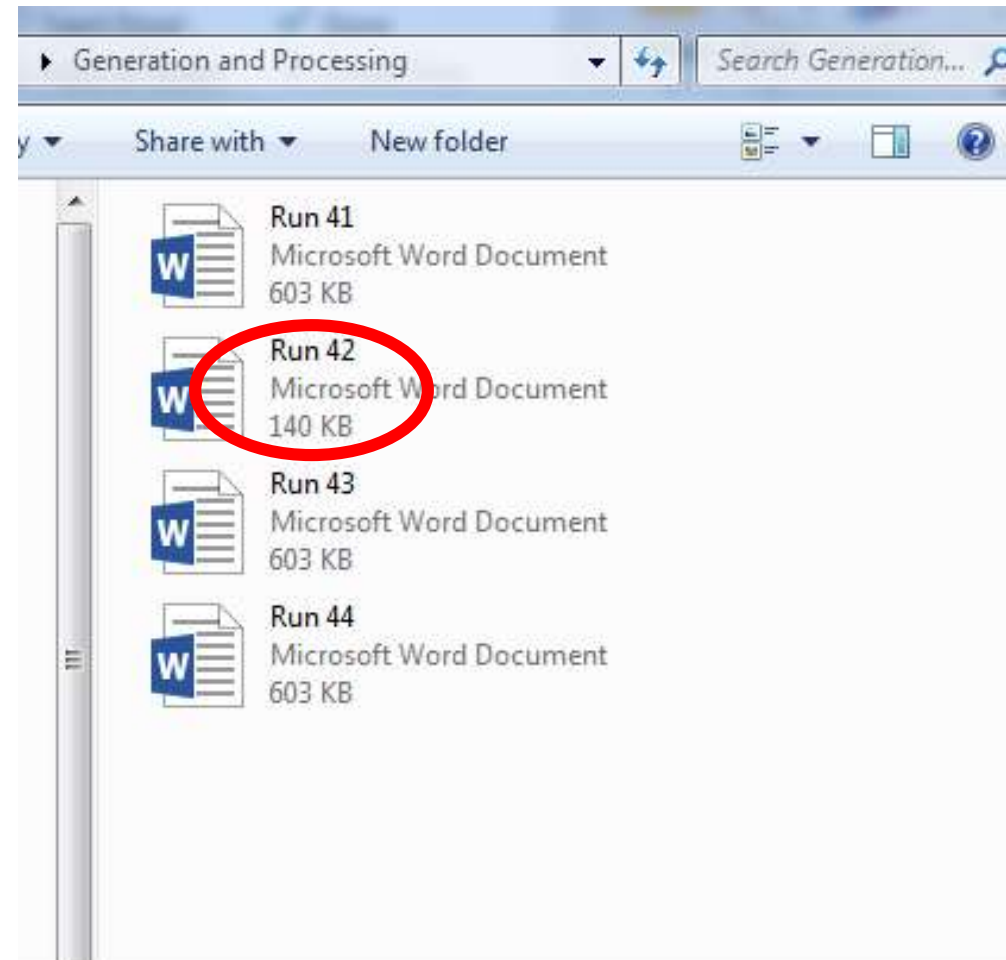 Generation and Processing
Search Generation...
y
Share with
New folder
Run 41
Microsoft Word Document
603 KB
Run 42
Microsoft Word Document
140 KB
Run 43
Microsoft Word Document
603 KB
Run 44
Microsoft Word Document
603 KB
W
W
W
W